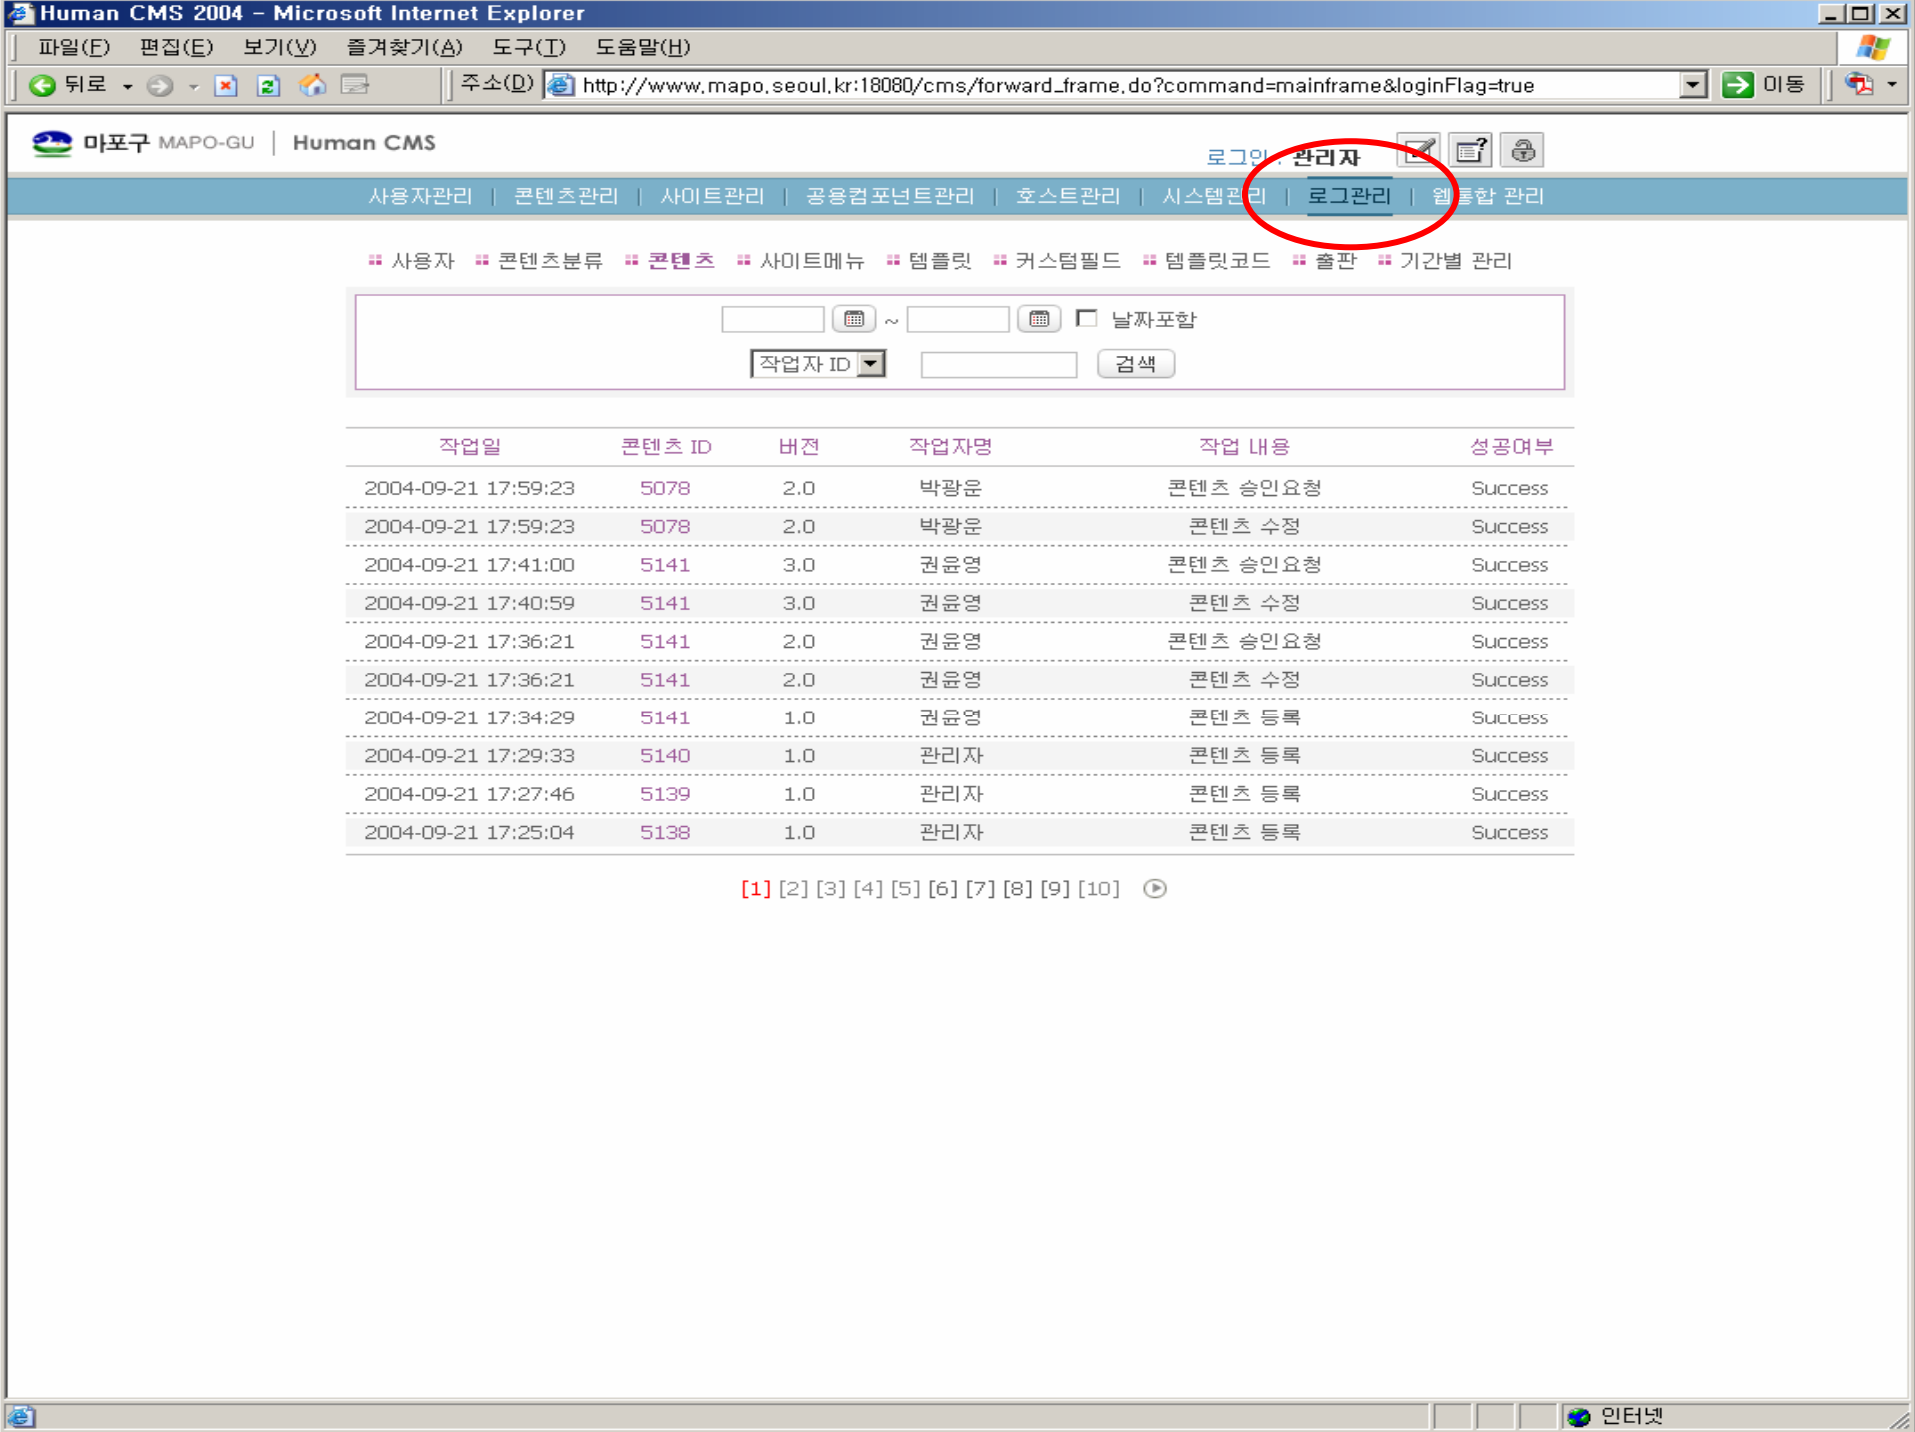 Human CMS 2004 - Microsoft Internet Explorer
파일(F) 편집(E) 보기(V) 즐겨찾기(A) 도구(T) 도움말(H)
뒤로 주소(D) http://www.mapo.seoul.kr:18080/cms/forward_frame.do?command=mainframe&loginFlag=true 이동
마포구 MAPO-GU | Human CMS
로그인 : 관리자
사용자관리 | 콘텐츠관리 | 사이트관리 | 공용컴포넌트관리 | 호스트관리 | 시스템관리 | 로그관리 | 웹통합 관리
사용자 콘텐츠분류 콘텐츠 사이트메뉴 템플릿 커스텀필드 템플릿코드 출판 기간별 관리
~ 날짜포함
작업자 ID 검색
작업일 콘텐츠 ID 버전 작업자명 작업 내용 성공여부
2004-09-21 17:59:23 5078 2.0 박광운 콘텐츠 승인요청 Success
2004-09-21 17:59:23 5078 2.0 박광운 콘텐츠 수정 Success
2004-09-21 17:41:00 5141 3.0 권윤영 콘텐츠 승인요청 Success
2004-09-21 17:40:59 5141 3.0 권윤영 콘텐츠 수정 Success
2004-09-21 17:36:21 5141 2.0 권윤영 콘텐츠 승인요청 Success
2004-09-21 17:36:21 5141 2.0 권윤영 콘텐츠 수정 Success
2004-09-21 17:34:29 5141 1.0 권윤영 콘텐츠 등록 Success
2004-09-21 17:29:33 5140 1.0 관리자 콘텐츠 등록 Success
2004-09-21 17:27:46 5139 1.0 관리자 콘텐츠 등록 Success
2004-09-21 17:25:04 5138 1.0 관리자 콘텐츠 등록 Success
[1] [2] [3] [4] [5] [6] [7] [8] [9] [10]
인터넷